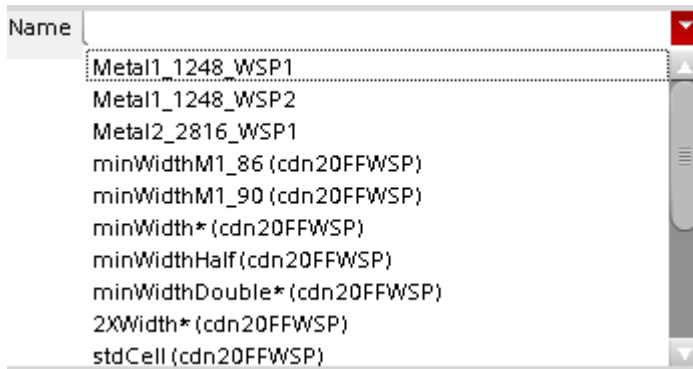 Name
Metal1_1248_WSP1
Metal1_1248_WSP2
Metal2_2816_WSP1
minWidthM1_86 (cdn20FFWSP)
minWidthM1_90 (cdn20FFWSP)
minWidth* (cdn20FFWSP)
minWidthHalf (cdn20FFWSP)
minWidthDouble* (cdn20FFWSP)
2XWidth* (cdn20FFWSP)
stdCell (cdn20FFWSP)